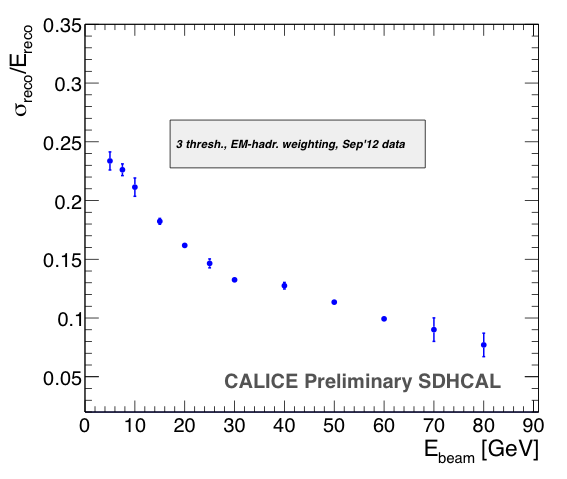 σreco/Ereco
0.35
0.3
0.25
0.2
0.15
0.1
0.05
3 thresh., EM-hadr. weighting, Sep'12 data
CALICE Preliminary SDHCAL
0 10 20 30 40 50 60 70 80 90
Ebeam [GeV]